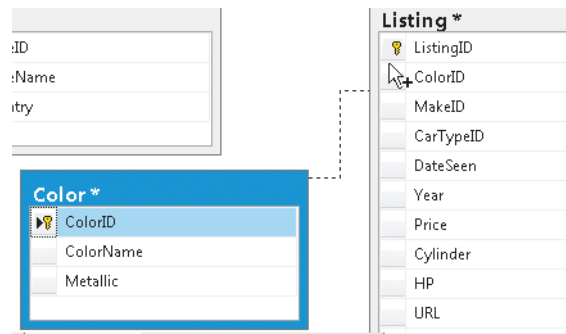 eID
eName
ntry
Color *
ColorID
ColorName
Metallic
Listing *
ListingID
ColorID
MakeID
CarTypeID
DateSeen
Year
Price
Cylinder
HP
URL